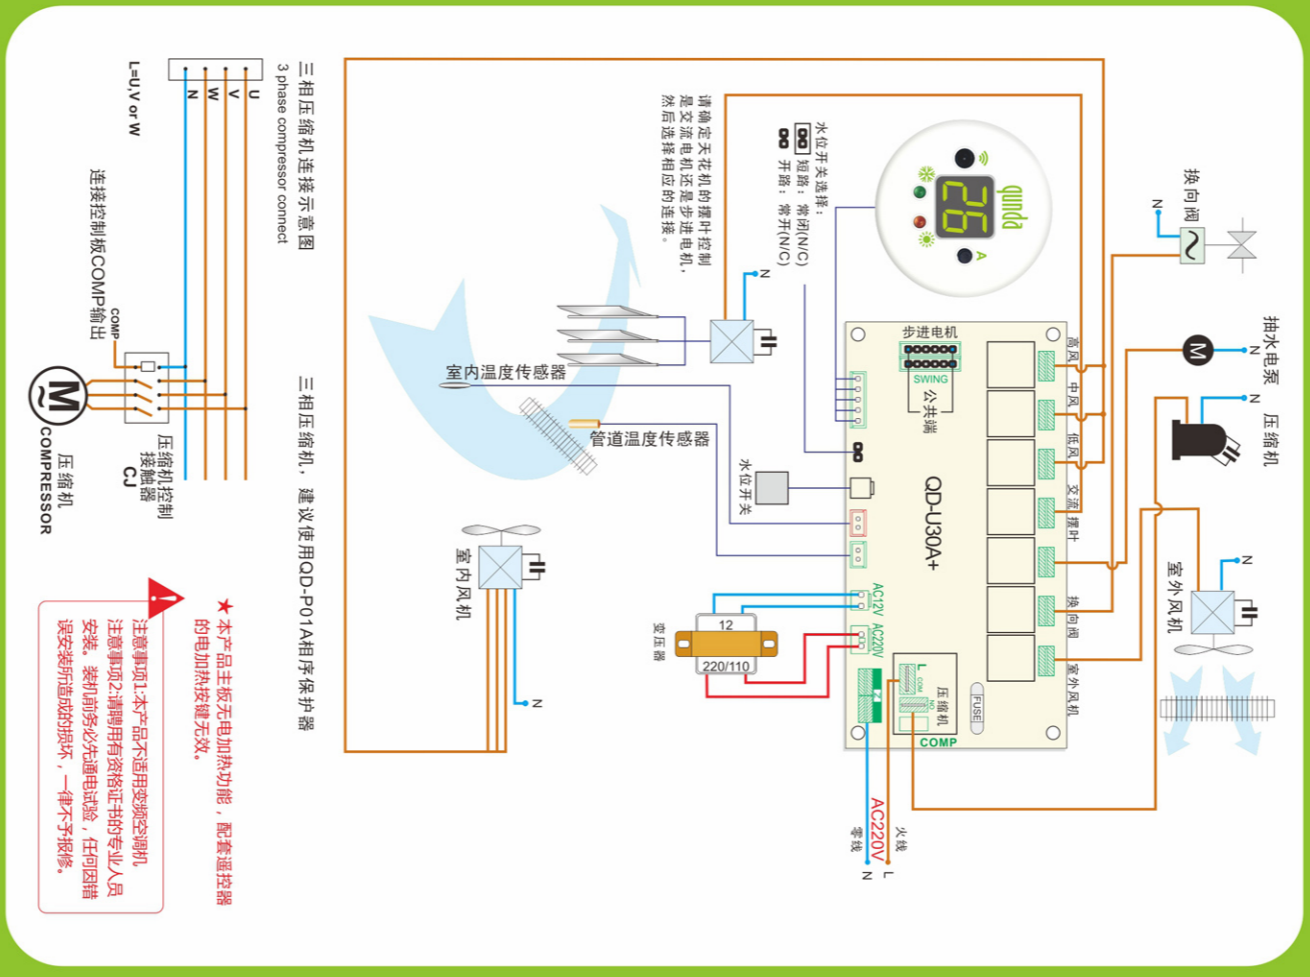 三相压缩机连接示意图
3 phase compressor connect
U
V
W
N
L=U,V or W
连接控制板COMP输出
COMP
压缩机控制
接触器
CJ
M
压缩机
COMPRESSOR
三相压缩机，建议使用QD-P01A相序保护器
★本产品主板无电加热功能，配套遥控器
的电加热按键无效。
!
注意事项1:本产品不适用变频空调机
注意事项2:请聘用有资格证书的专业人员
安装。装机前务必先通电试验，任何因错
误安装所造成的损坏，一律不予报修。
请确定天花机的摆叶控制
是交流电机还是步进电机，
然后选择相应的连接。
水位开关选择：
短路：常闭(N/C)
开路：常开(N/C)
qunda
26
A
换向阀
N
抽水电泵
M
N
压缩机
N
室外风机
N
N
室内温度传感器
管道温度传感器
水位开关
室内风机
N
变压器
12
220/110
步进电机
SWING
公共端
QD-U30A+
高风
中风
低风
交流摆叶
换向阀
室外风机
AC12V
AC220V
N
L
COM
NO
压缩机
FUSE
COMP
火线
AC220V
零线
L
N